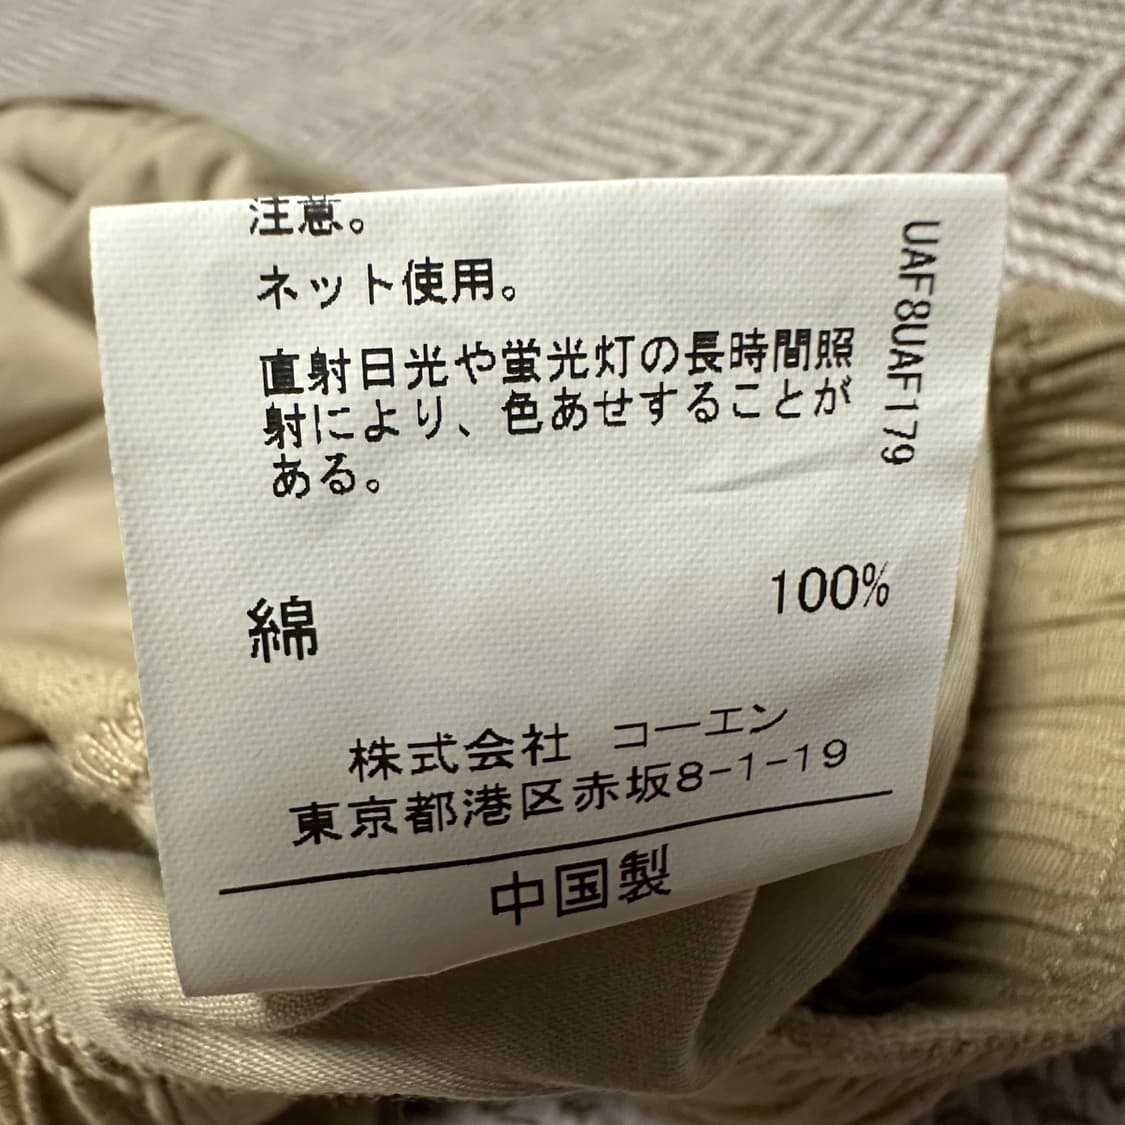 注意。
ネット使用。
直射日光や蛍光灯の長時間照
射により、色あせすることが
ある。
綿 100%
株式会社 コーエン
東京都港区赤坂8-1-19
中国製
UAF8UAF179